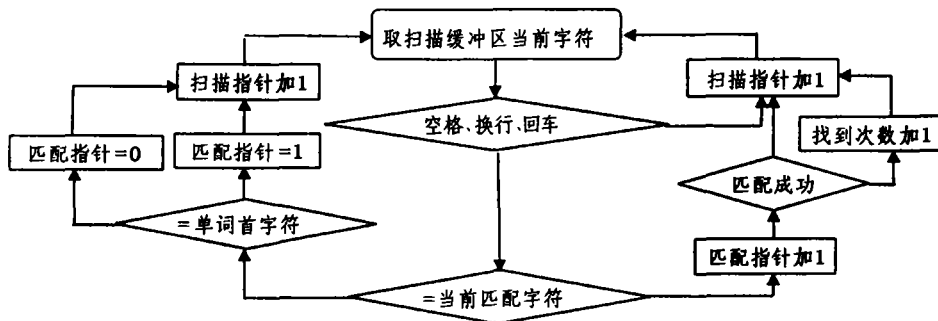 取扫描缓冲区当前字符
扫描指针加1
扫描指针加1
空格、换行、回车
匹配指针=0
匹配指针=1
找到次数加1
匹配成功
=单词首字符
匹配指针加1
=当前匹配字符